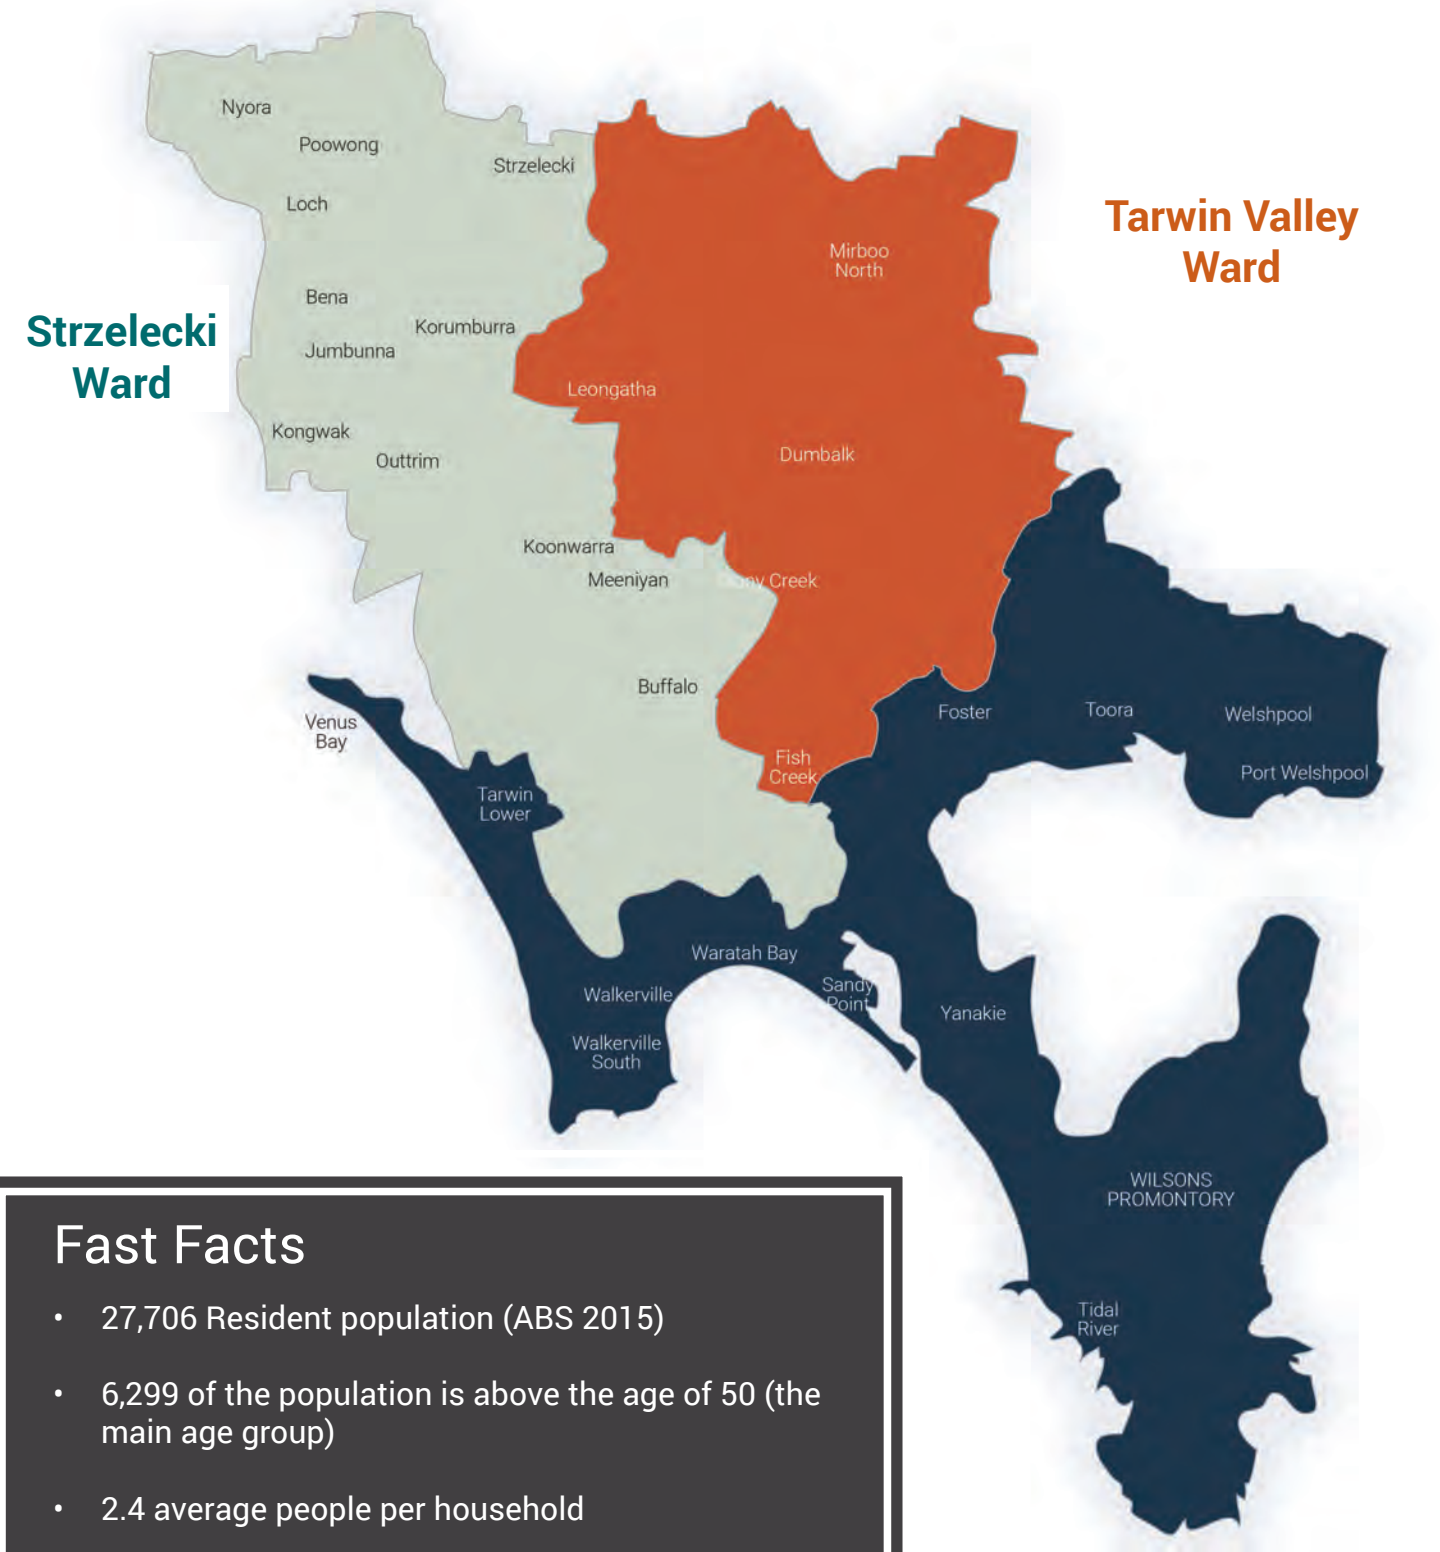 Nyora
Poowong
Strzelecki
Loch
Tarwin Valley
Ward
Mirboo
North
Bena
Korumburra
Strzelecki
Ward
Jumbunna
Leongatha
Kongwak
Outtrim
Dumbalk
Koonwarra
Meeniyan
Creek
Buffalo
Foster
Toora
Welshpool
Venus
Bay
Fish
Creek
Port Welshpool
Tarwin
Lower
Waratah Bay
Sandy
Point
Walkerville
Yanakie
Walkerville
South
WILSONS
PROMONTORY
Tidal
River
Fast Facts
• 27,706 Resident population (ABS 2015)
• 6,299 of the population is above the age of 50 (the
main age group)
• 2.4 average people per household